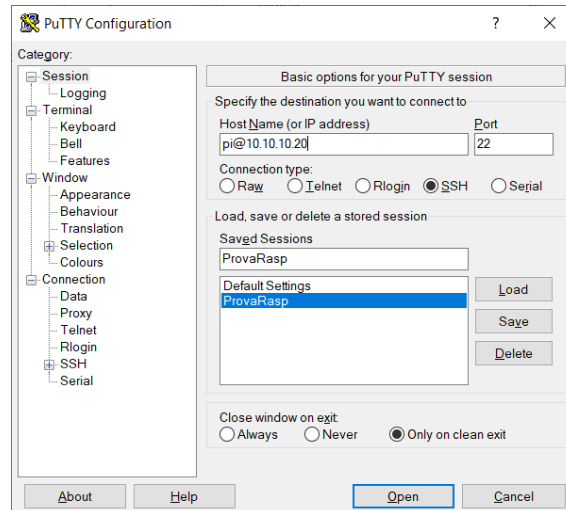 PuTTY Configuration ? ×
Category:
Session
Logging
Terminal
Keyboard
Bell
Features
Window
Appearance
Behaviour
Translation
Selection
Colours
Connection
Data
Proxy
Telnet
Rlogin
SSH
Serial
Basic options for your PuTTY session
Specify the destination you want to connect to
Host Name (or IP address) Port
pi@10.10.10.20 22
Connection type:
Raw Telnet Rlogin SSH Serial
Load, save or delete a stored session
Saved Sessions
ProvaRasp
Default Settings Load
ProvaRasp
Save
Delete
Close window on exit:
Always Never Only on clean exit
About Help Open Cancel